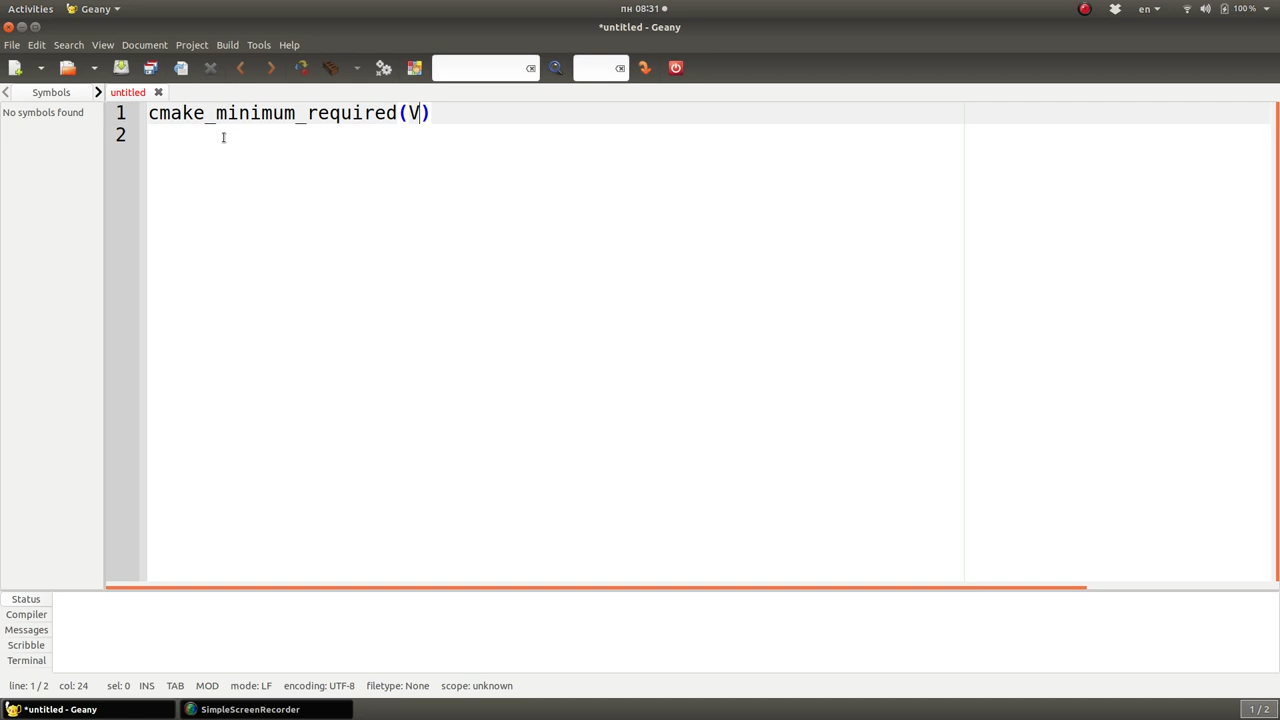 Activities Geany пн 08:31 en 100 %
*untitled - Geany
File Edit Search View Document Project Build Tools Help
Symbols untitled
No symbols found
1 cmake_minimum_required(V)
2
Status
Compiler
Messages
Scribble
Terminal
line: 1 / 2 col: 24 sel: 0 INS TAB MOD mode: LF encoding: UTF-8 filetype: None scope: unknown
*untitled - Geany SimpleScreenRecorder 1 / 2